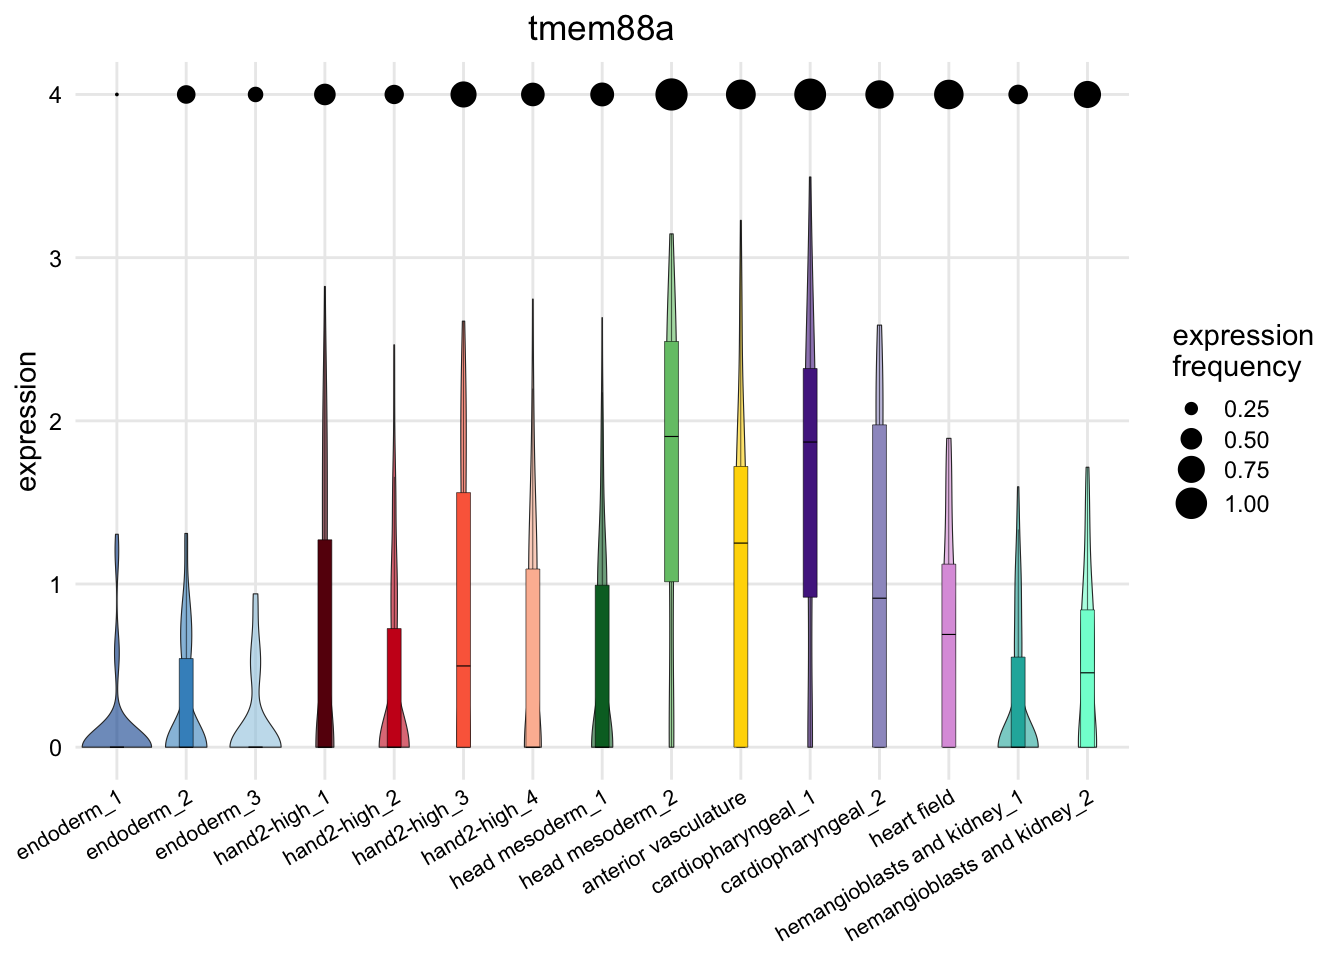 tmem88a
4
3
2
1
0
expression
endoderm_1
endoderm_2
endoderm_3
hand2-high_1
hand2-high_2
hand2-high_3
hand2-high_4
head mesoderm_1
head mesoderm_2
anterior vasculature
cardiopharyngeal_1
cardiopharyngeal_2
heart field
hemangioblasts and kidney_1
hemangioblasts and kidney_2
expression
frequency
0.25
0.50
0.75
1.00